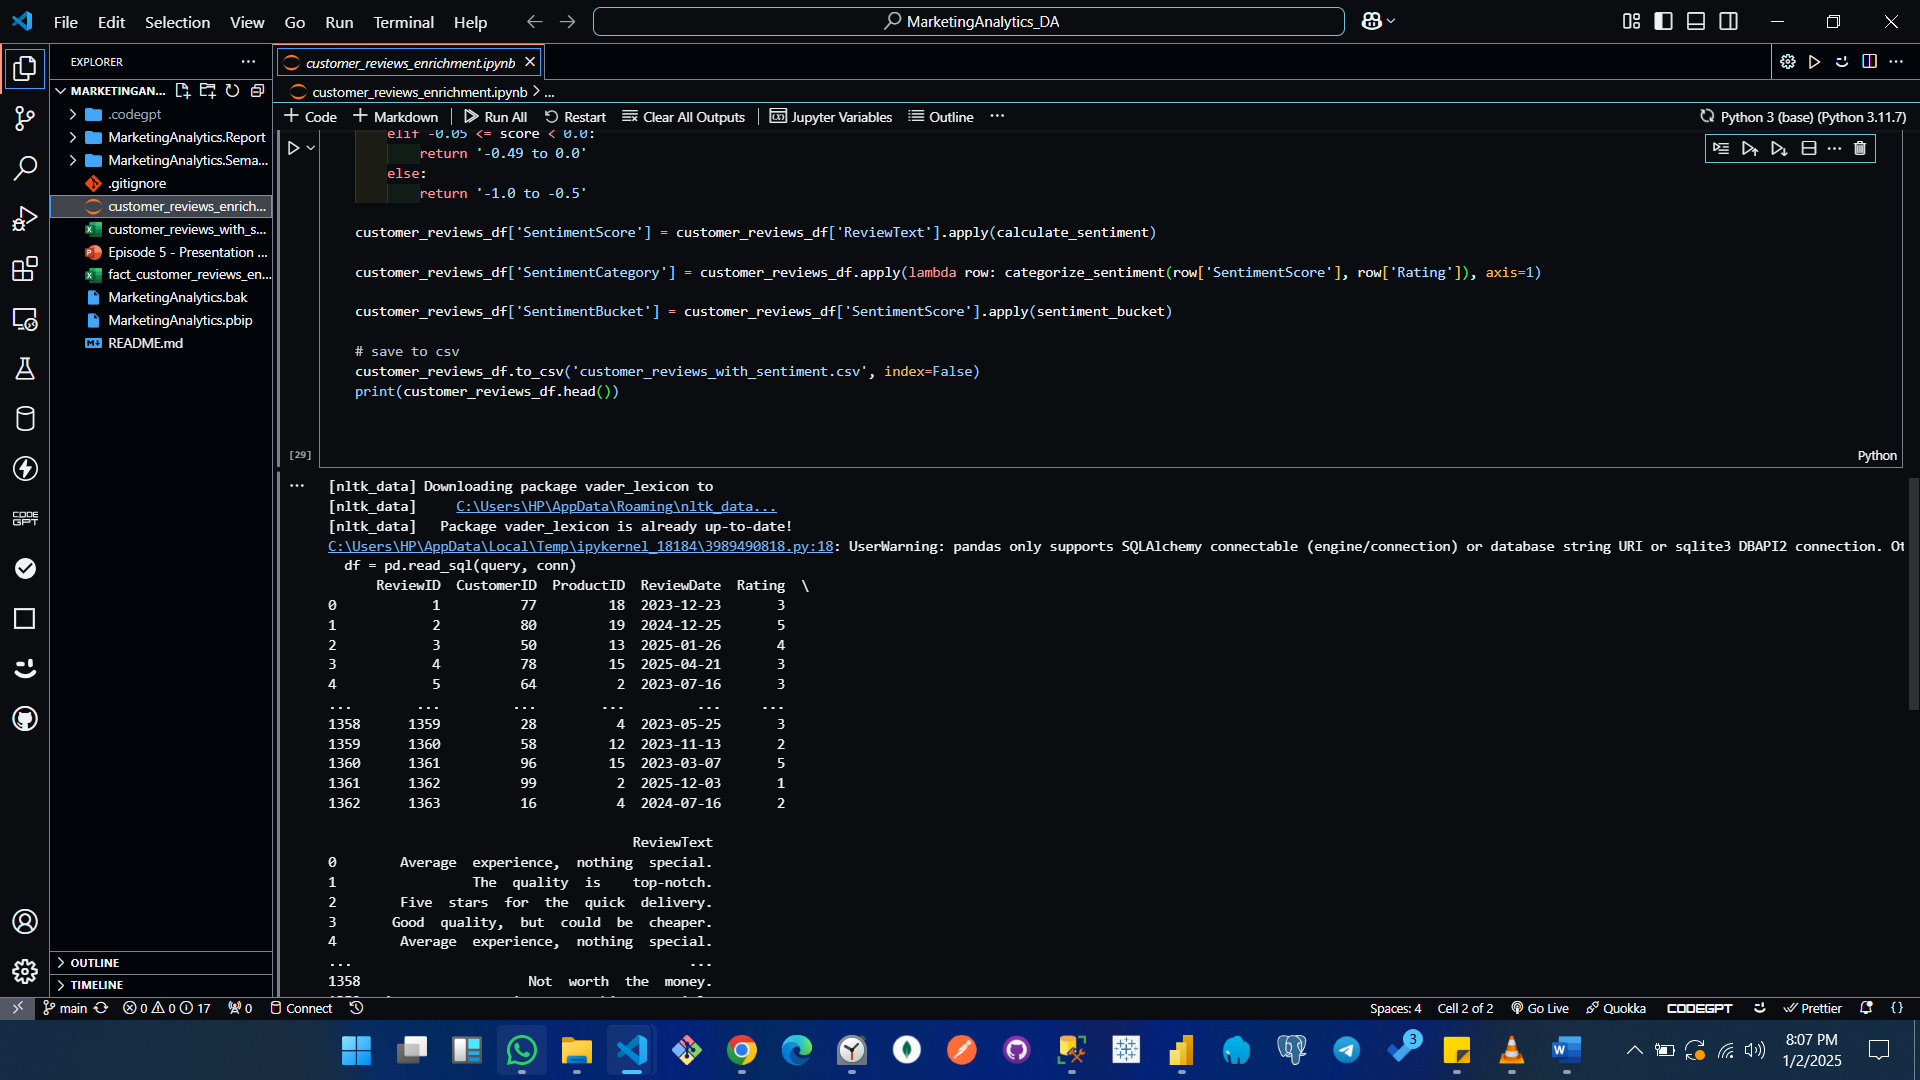 File Edit Selection View Go Run Terminal Help
MarketingAnalytics_DA
EXPLORER
MARKETINGAN...
.codegpt
MarketingAnalytics.Report
MarketingAnalytics.Sema...
.gitignore
customer_reviews_enrich...
customer_reviews_with_s...
Episode 5 - Presentation ...
fact_customer_reviews_en...
MarketingAnalytics.bak
MarketingAnalytics.pbip
README.md
OUTLINE
TIMELINE
customer_reviews_enrichment.ipynb
customer_reviews_enrichment.ipynb > ...
+ Code + Markdown Run All Restart Clear All Outputs Jupyter Variables Outline ...
Python 3 (base) (Python 3.11.7)
elif -0.05 <= score < 0.0:
return '-0.49 to 0.0'
else:
return '-1.0 to -0.5'
customer_reviews_df['SentimentScore'] = customer_reviews_df['ReviewText'].apply(calculate_sentiment)
customer_reviews_df['SentimentCategory'] = customer_reviews_df.apply(lambda row: categorize_sentiment(row['SentimentScore'], row['Rating']), axis=1)
customer_reviews_df['SentimentBucket'] = customer_reviews_df['SentimentScore'].apply(sentiment_bucket)
# save to csv
customer_reviews_df.to_csv('customer_reviews_with_sentiment.csv', index=False)
print(customer_reviews_df.head())
[29]
Python
[nltk_data] Downloading package vader_lexicon to
[nltk_data] C:\Users\HP\AppData\Roaming\nltk_data...
[nltk_data] Package vader_lexicon is already up-to-date!
C:\Users\HP\AppData\Local\Temp\ipykernel_18184\3989490818.py:18: UserWarning: pandas only supports SQLAlchemy connectable (engine/connection) or database string URI or sqlite3 DBAPI2 connection. Ot
df = pd.read_sql(query, conn)
ReviewID CustomerID ProductID ReviewDate Rating \
0 1 77 18 2023-12-23 3
1 2 80 19 2024-12-25 5
2 3 50 13 2025-01-26 4
3 4 78 15 2025-04-21 3
4 5 64 2 2023-07-16 3
... ... ... ... ... ...
1358 1359 28 4 2023-05-25 3
1359 1360 58 12 2023-11-13 2
1360 1361 96 15 2023-03-07 5
1361 1362 99 2 2025-12-03 1
1362 1363 16 4 2024-07-16 2
ReviewText
0 Average experience, nothing special.
1 The quality is top-notch.
2 Five stars for the quick delivery.
3 Good quality, but could be cheaper.
4 Average experience, nothing special.
... ...
1358 Not worth the money.
main 0 0 17 0 Connect
Spaces: 4 Cell 2 of 2 Go Live Quokka CODEGPT Prettier {}
CODE GPT
3
8:07 PM
1/2/2025